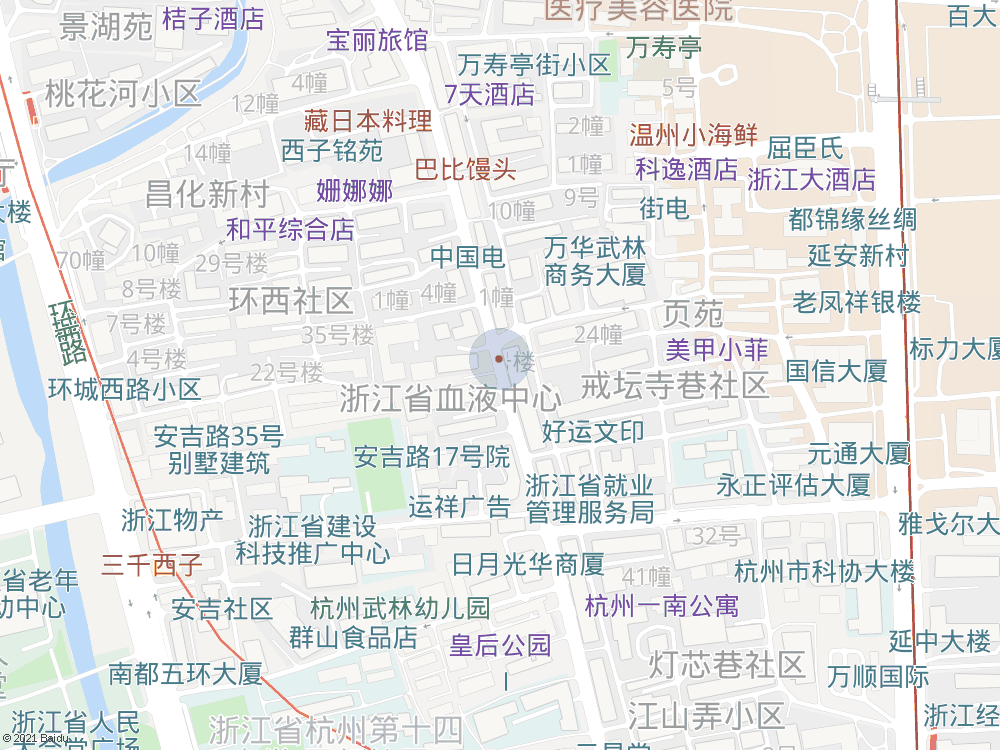 景湖苑
桔子酒店
医疗美容医院
百大
宝丽旅馆
万寿亭
万寿亭街小区
桃花河小区
4幢
7天酒店
5号
12幢
藏日本料理
2幢
温州小海鲜
14幢
西子铭苑
屈臣氏
巴比馒头
1幢
科逸酒店
浙江大酒店
昌化新村
姗娜娜
9号
10幢
街电
和平综合店
都锦缘丝绸
10幢
中国电
万华武林
商务大厦
延安新村
70幢
29号楼
8号楼
环西社区
1幢
4幢
1幢
老凤祥银楼
页苑
7号楼
35号楼
24幢
美甲小菲
标力大厦
4号楼
22号楼
楼
国信大厦
环城西路小区
浙江省血液中心
戒坛寺巷社区
安吉路35号
别墅建筑
好运文印
安吉路17号院
元通大厦
浙江省就业
管理服务局
永正评估大厦
运祥广告
浙江物产
浙江省建设
科技推广中心
32号
雅戈尔大
三千西子
日月光华商厦
41幢
杭州市科协大楼
省老年
动中心
安吉社区
杭州武林幼儿园
杭州一南公寓
群山食品店
皇后公园
延中大楼
南都五环大厦
灯芯巷社区
万顺国际
浙江省人民
浙江省杭州第十四
江山弄小区
浙江经
© 2021 Baidu